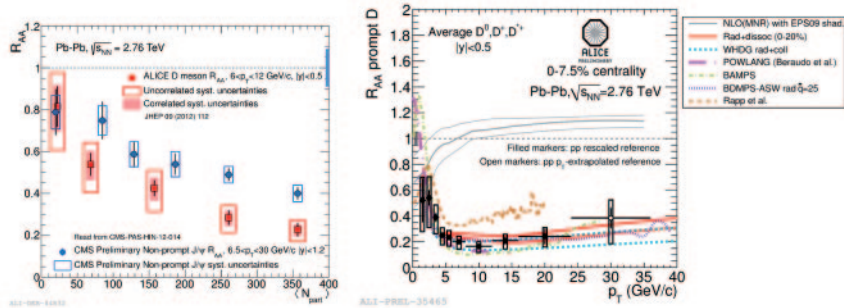 R_AA
Pb-Pb, √s_NN = 2.76 TeV
ALICE D meson R_AA, 6<p_T<12 GeV/c, |y|<0.5
Uncorrelated syst. uncertainties
Correlated syst. uncertainties
JHEP 09 (2012) 112
Read from CMS-PAS-HIN-12-014
CMS Preliminary Non-prompt J/ψ R_AA, 6.5<p_T<30 GeV/c |y|<1.2
CMS Preliminary Non-prompt J/ψ syst. uncertainties
1.2
1
0.8
0.6
0.4
0.2
0
0 50 100 150 200 250 300 350 400
⟨N_part⟩
R_AA prompt D
Average D⁰,D⁺,D*⁺
|y|<0.5
ALICE
PRELIMINARY
0-7.5% centrality
Pb-Pb, √s_NN=2.76 TeV
Filled markers: pp rescaled reference
Open markers: pp p_T-extrapolated reference
2
1.8
1.6
1.4
1.2
1
0.8
0.6
0.4
0.2
0
0 5 10 15 20 25 30 35 40
p_T (GeV/c)
ALI-PREL-35465
NLO(MNR) with EPS09 shad.
Rad+dissoc (0-20%)
WHDG rad+coll
POWLANG (Beraudo et al.)
BAMPS
BDMPS-ASW rad q̂=25
Rapp et al.